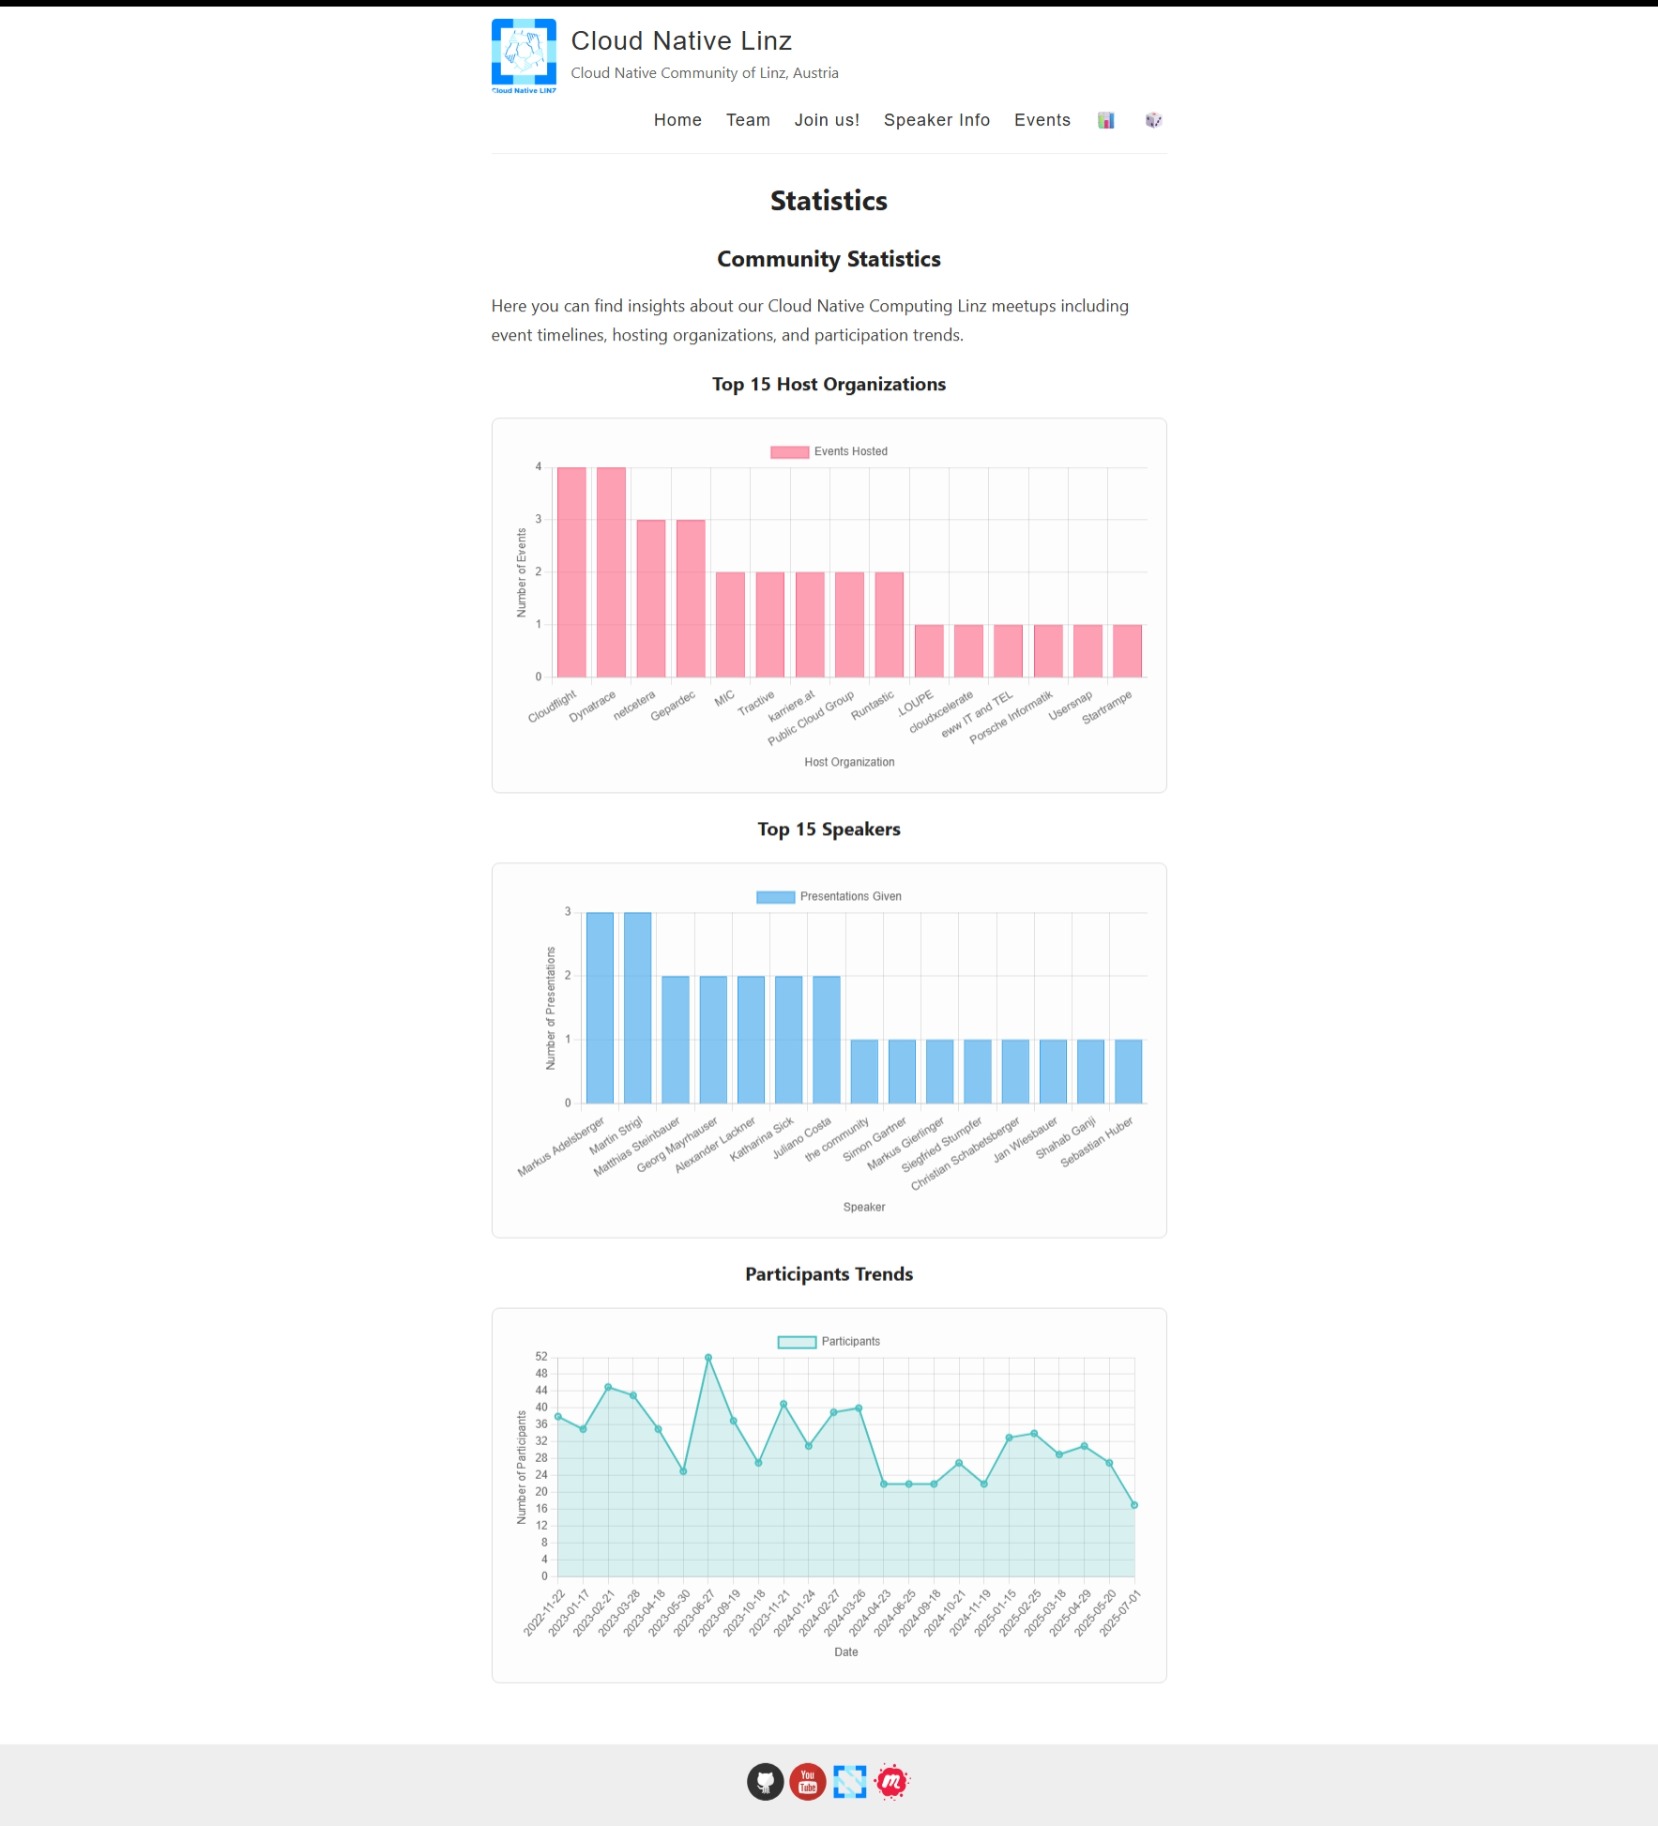 Cloud Native LINZ
Cloud Native Linz
Cloud Native Community of Linz, Austria
Home Team Join us! Speaker Info Events
Statistics
Community Statistics
Here you can find insights about our Cloud Native Computing Linz meetups including
event timelines, hosting organizations, and participation trends.
Top 15 Host Organizations
Events Hosted
4
3
2
1
0
Number of Events
Cloudflight
Dynatrace
netcetera
Gepardec
MIC
Tractive
karriere.at
Public Cloud Group
Runtastic
.LOUPE
cloudxcelerate
eww IT and TEL
Porsche Informatik
Usersnap
Startrampe
Host Organization
Top 15 Speakers
Presentations Given
3
2
1
0
Number of Presentations
Markus Adelsberger
Martin Strigl
Matthias Steinbauer
Georg Mayrhauser
Alexander Lackner
Katharina Sick
Juliano Costa
the community
Simon Gartner
Markus Gierlinger
Siegfried Stumpfer
Christian Schabetsberger
Jan Wiesbauer
Shahab Ganji
Sebastian Huber
Speaker
Participants Trends
Participants
52
48
44
40
36
32
28
24
20
16
12
8
4
0
Number of Participants
2022-11-22
2023-01-17
2023-02-21
2023-03-28
2023-04-18
2023-05-30
2023-06-27
2023-09-19
2023-10-18
2023-11-21
2024-01-24
2024-02-27
2024-03-26
2024-04-23
2024-06-25
2024-09-18
2024-10-21
2024-11-19
2025-01-15
2025-02-25
2025-03-18
2025-04-29
2025-05-20
2025-07-01
Date
You
Tube
m